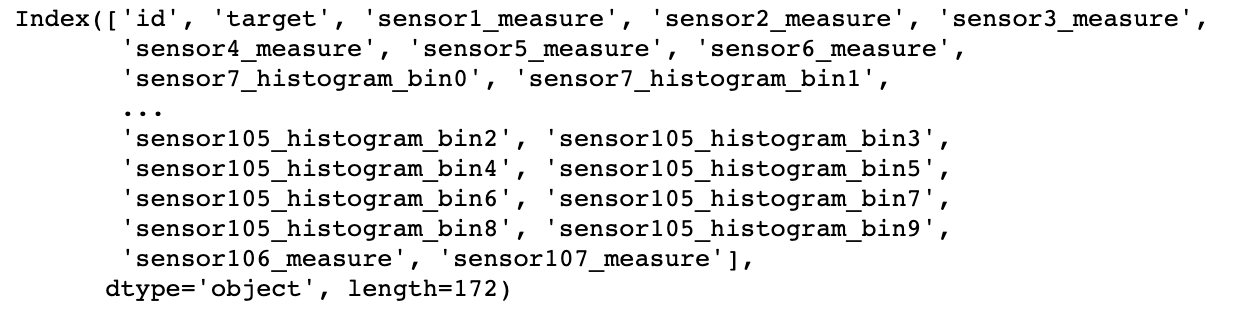 Index(['id', 'target', 'sensor1_measure', 'sensor2_measure', 'sensor3_measure',
'sensor4_measure', 'sensor5_measure', 'sensor6_measure',
'sensor7_histogram_bin0', 'sensor7_histogram_bin1',
...
'sensor105_histogram_bin2', 'sensor105_histogram_bin3',
'sensor105_histogram_bin4', 'sensor105_histogram_bin5',
'sensor105_histogram_bin6', 'sensor105_histogram_bin7',
'sensor105_histogram_bin8', 'sensor105_histogram_bin9',
'sensor106_measure', 'sensor107_measure'],
dtype='object', length=172)